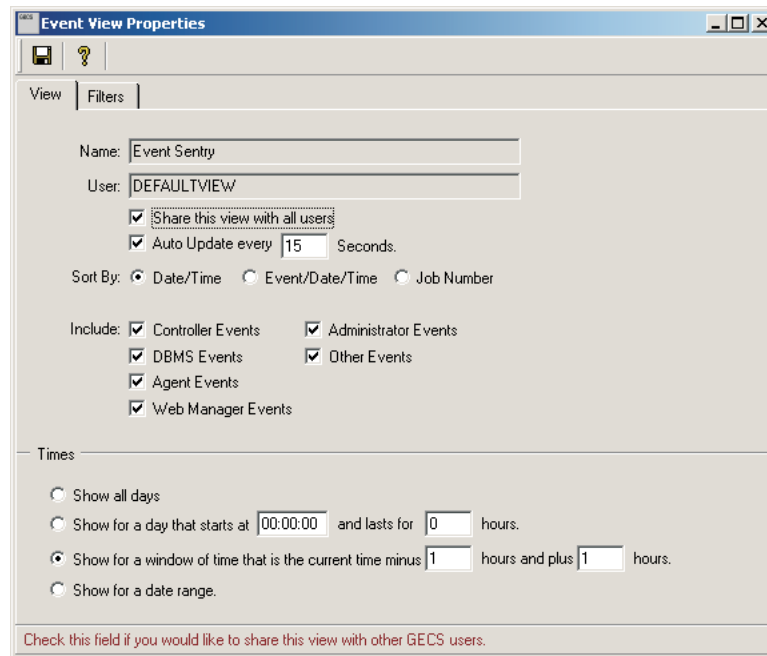 GECS Event View Properties
?
View Filters
Name: Event Sentry
User: DEFAULTVIEW
Share this view with all users
Auto Update every 15 Seconds.
Sort By: Date/Time Event/Date/Time Job Number
Include: Controller Events Administrator Events
DBMS Events Other Events
Agent Events
Web Manager Events
Times
Show all days
Show for a day that starts at 00:00:00 and lasts for 0 hours.
Show for a window of time that is the current time minus 1 hours and plus 1 hours.
Show for a date range.
Check this field if you would like to share this view with other GECS users.